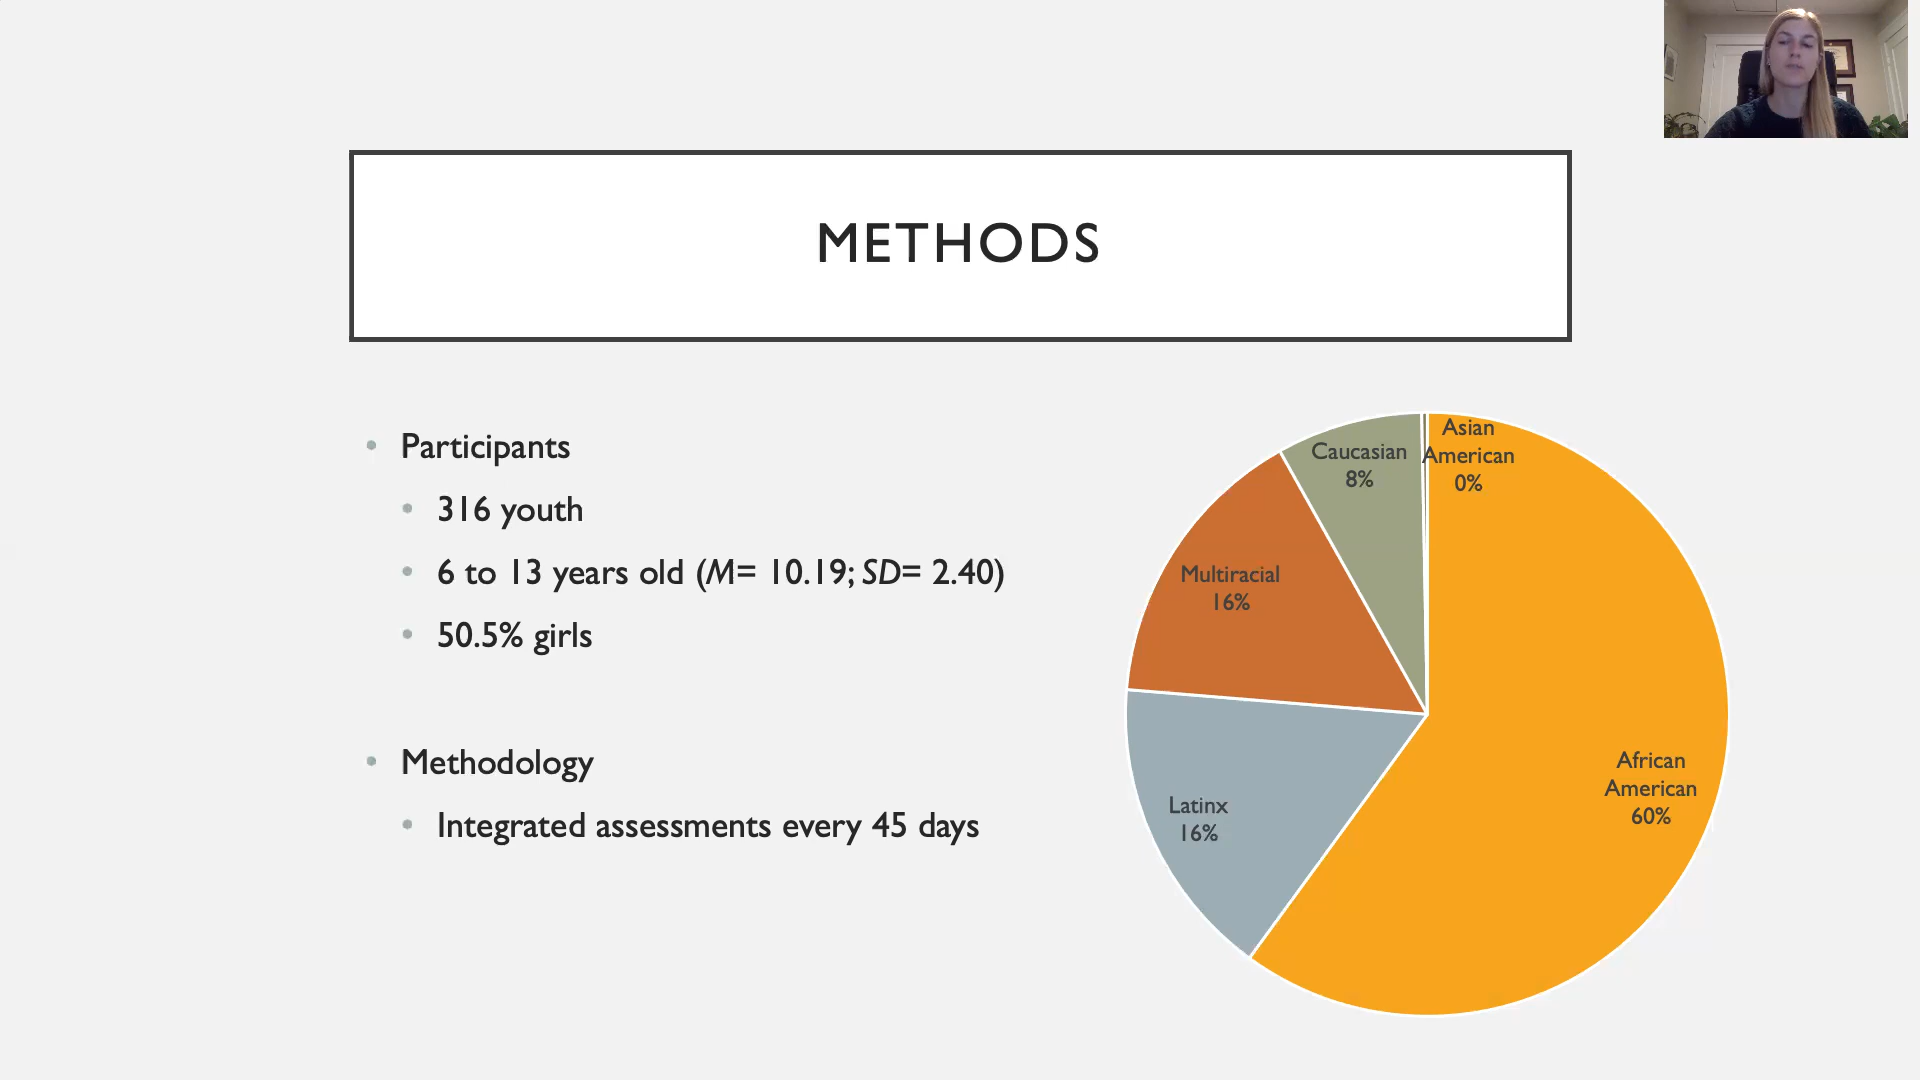 METHODS
Participants
316 youth
6 to 13 years old (M= 10.19; SD= 2.40)
50.5% girls
Methodology
Integrated assessments every 45 days
Asian
American
0%
Caucasian
8%
Multiracial
16%
Latinx
16%
African
American
60%